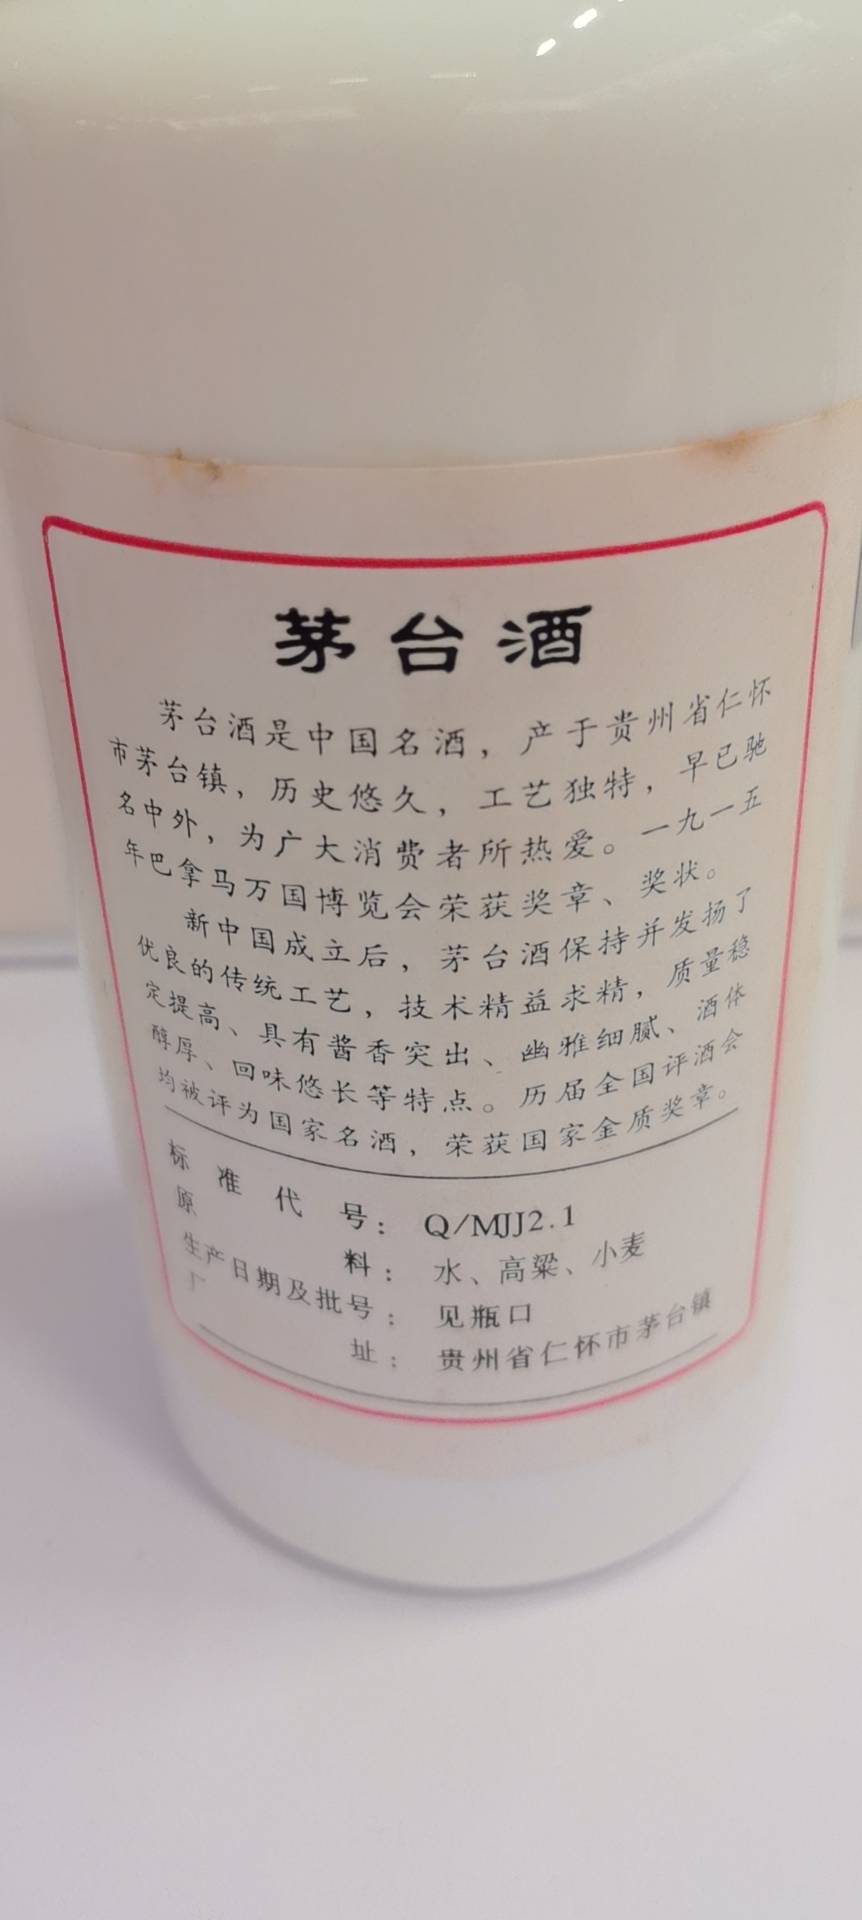 茅台酒
茅台酒是中国名酒，产于贵州省仁怀
市茅台镇，历史悠久，工艺独特，早已驰
名中外，为广大消费者所热爱。一九一五
年巴拿马万国博览会荣获奖章、奖状。
新中国成立后，茅台酒保持并发扬了
优良的传统工艺，技术精益求精，质量稳
定提高、具有酱香突出、幽雅细腻、酒体
醇厚、回味悠长等特点。历届全国评酒会
均被评为国家名酒，荣获国家金质奖章。
标准代号：Q/MJJ2.1
原料：水、高粱、小麦
生产日期及批号：见瓶口
厂址：贵州省仁怀市茅台镇